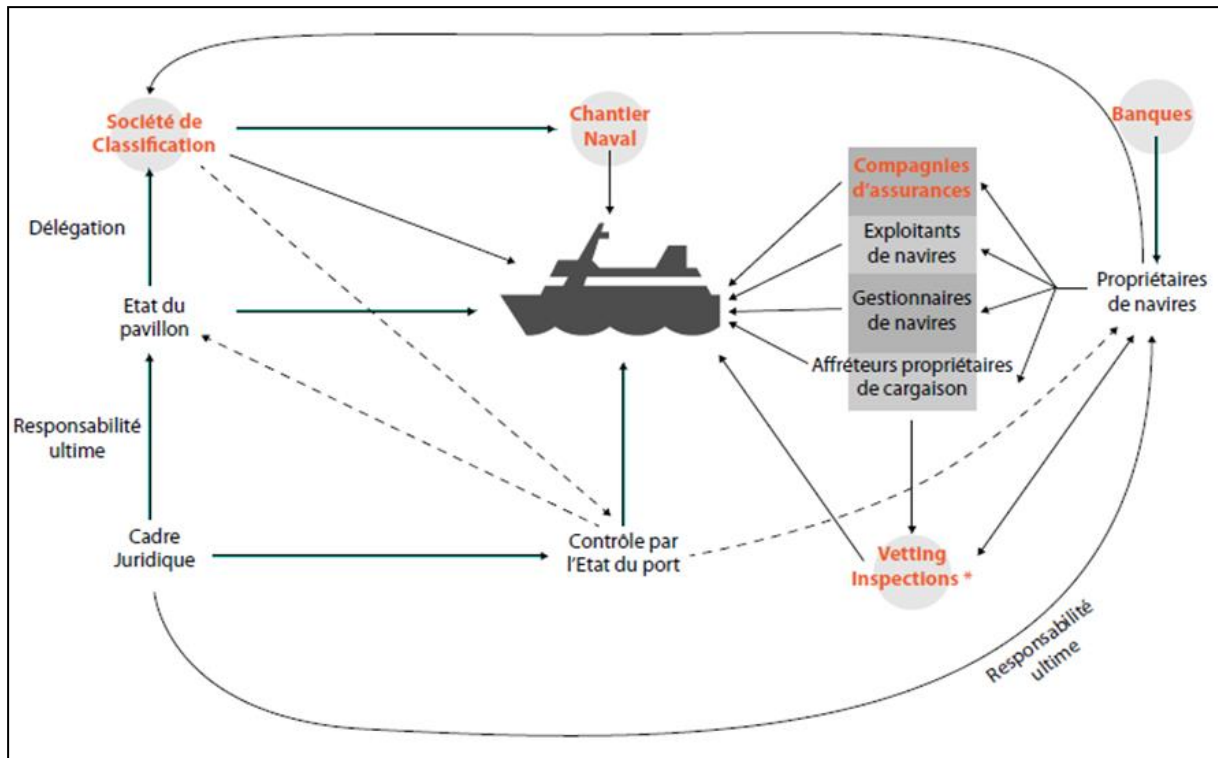 Société de
Classification
Chantier
Naval
Banques
Compagnies
d'assurances
Délégation
Exploitants
de navires
Propriétaires
de navires
Etat du
pavillon
Gestionnaires
de navires
Affréteurs propriétaires
de cargaison
Responsabilité
ultime
Cadre
Juridique
Contrôle par
l'Etat du port
Vetting
Inspections *
Responsabilité
ultime